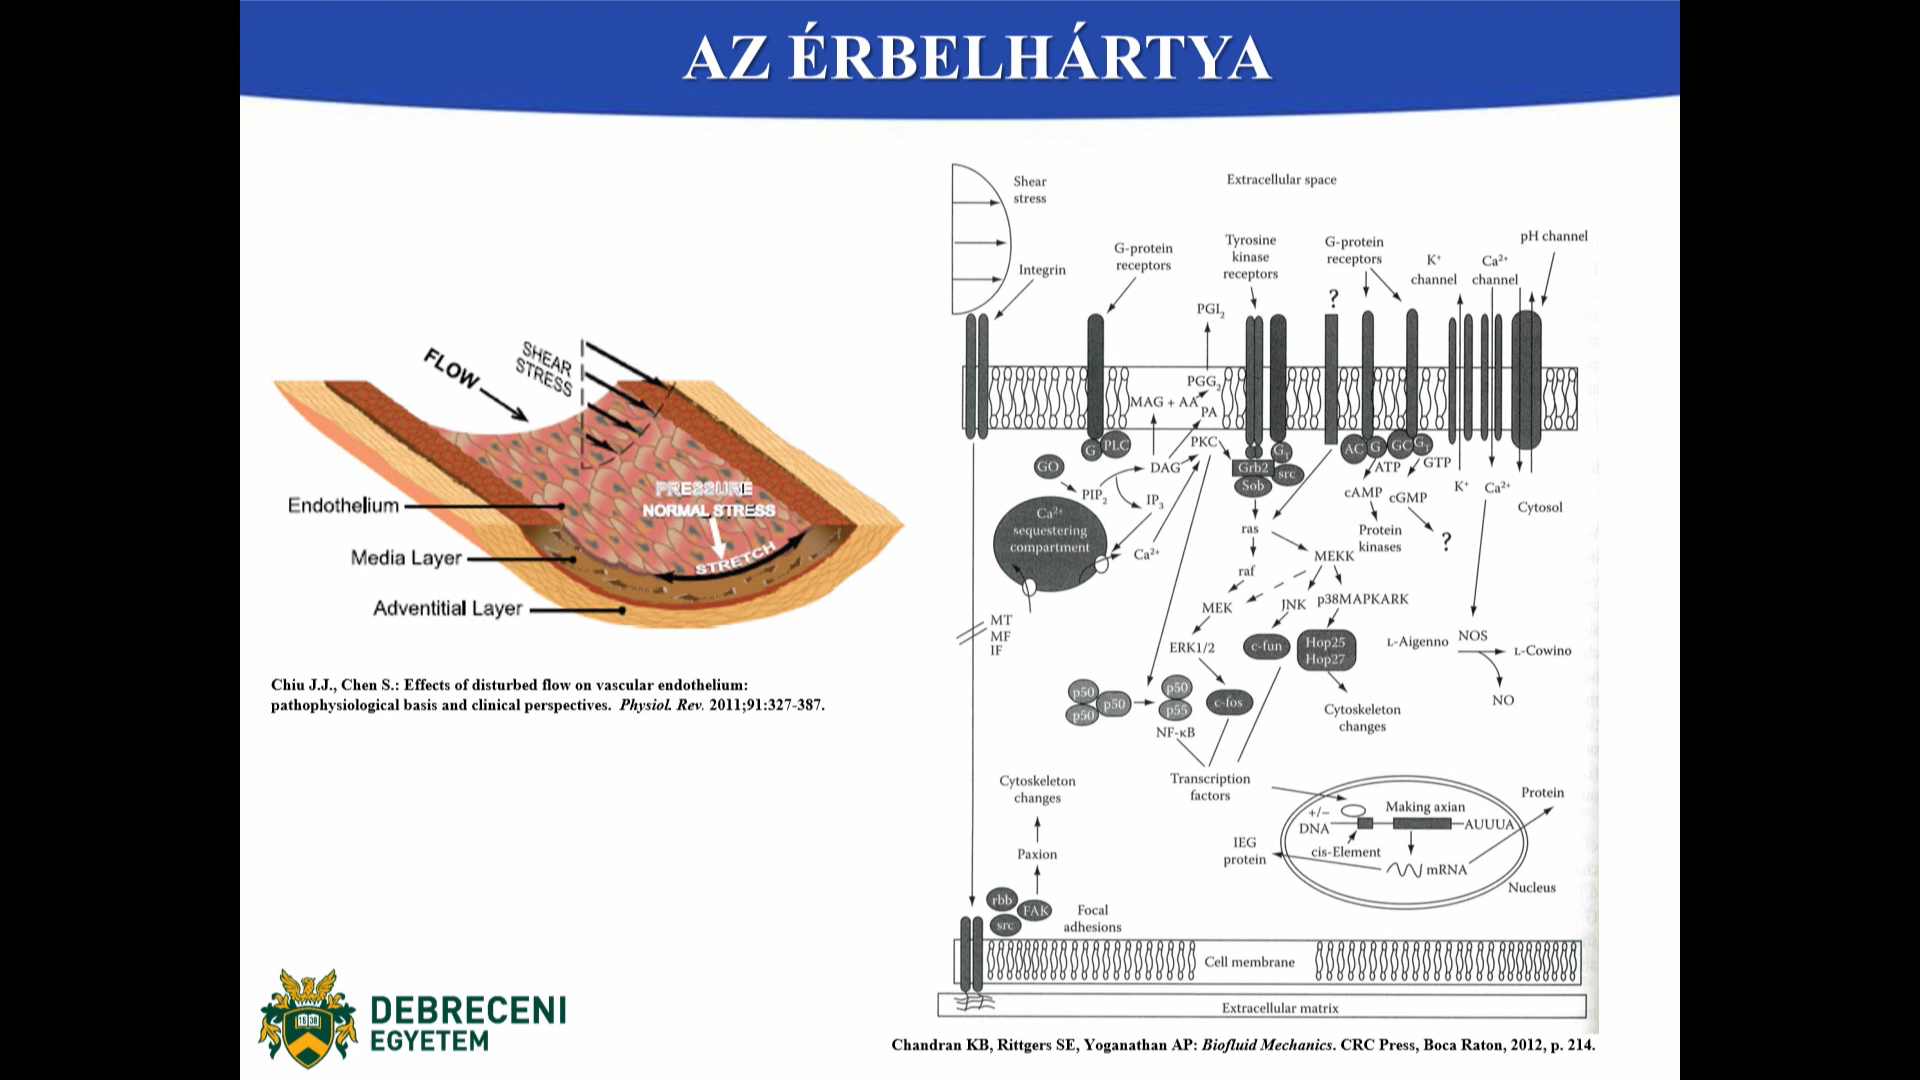 AZ ÉRBELHÁRTYA
FLOW
SHEAR
STRESS
PRESSURE
NORMAL STRESS
STRETCH
Endothelium
Media Layer
Adventitial Layer
Chiu J.J., Chen S.: Effects of disturbed flow on vascular endothelium:
pathophysiological basis and clinical perspectives. Physiol. Rev. 2011;91:327-387.
Shear
stress
Extracellular space
Integrin
G-protein
receptors
Tyrosine
kinase
receptors
G-protein
receptors
K⁺
channel
Ca²⁺
channel
pH channel
?
PGI₂
PGG₂
MAG + AA
PA
G
PLC
PKC
DAG
GO
PIP₂
IP₃
Ca²⁺
sequestering
compartment
Ca²⁺
Grb2
Sob
src
AC
G
GC
ATP
GTP
cAMP
cGMP
K⁺
Ca²⁺
Cytosol
Protein
kinases
?
ras
raf
MEKK
MEK
JNK
p38MAPKARK
ERK1/2
c-fun
Hop25
Hop27
L-Aigenno
NOS
L-Cowino
NO
MT
MF
IF
p50
p50
p50
p50
p55
NF-κB
c-fos
Cytoskeleton
changes
Transcription
factors
Cytoskeleton
changes
Paxion
rbb
FAK
src
Focal
adhesions
+/−
DNA
Making axian
AUUUA
cis-Element
mRNA
Nucleus
Protein
IEG
protein
Cell membrane
Extracellular matrix
Chandran KB, Rittgers SE, Yoganathan AP: Biofluid Mechanics. CRC Press, Boca Raton, 2012, p. 214.
1638
DEBRECENI
EGYETEM